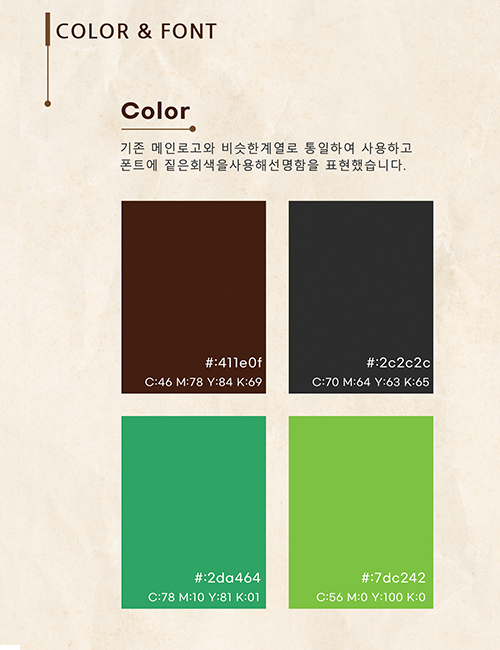 COLOR & FONT
Color
기존 메인로고와 비슷한계열로 통일하여 사용하고
폰트에 짙은회색을사용해선명함을 표현했습니다.
#:411e0f
C:46 M:78 Y:84 K:69
#:2c2c2c
C:70 M:64 Y:63 K:65
#:2da464
C:78 M:10 Y:81 K:01
#:7dc242
C:56 M:0 Y:100 K:0